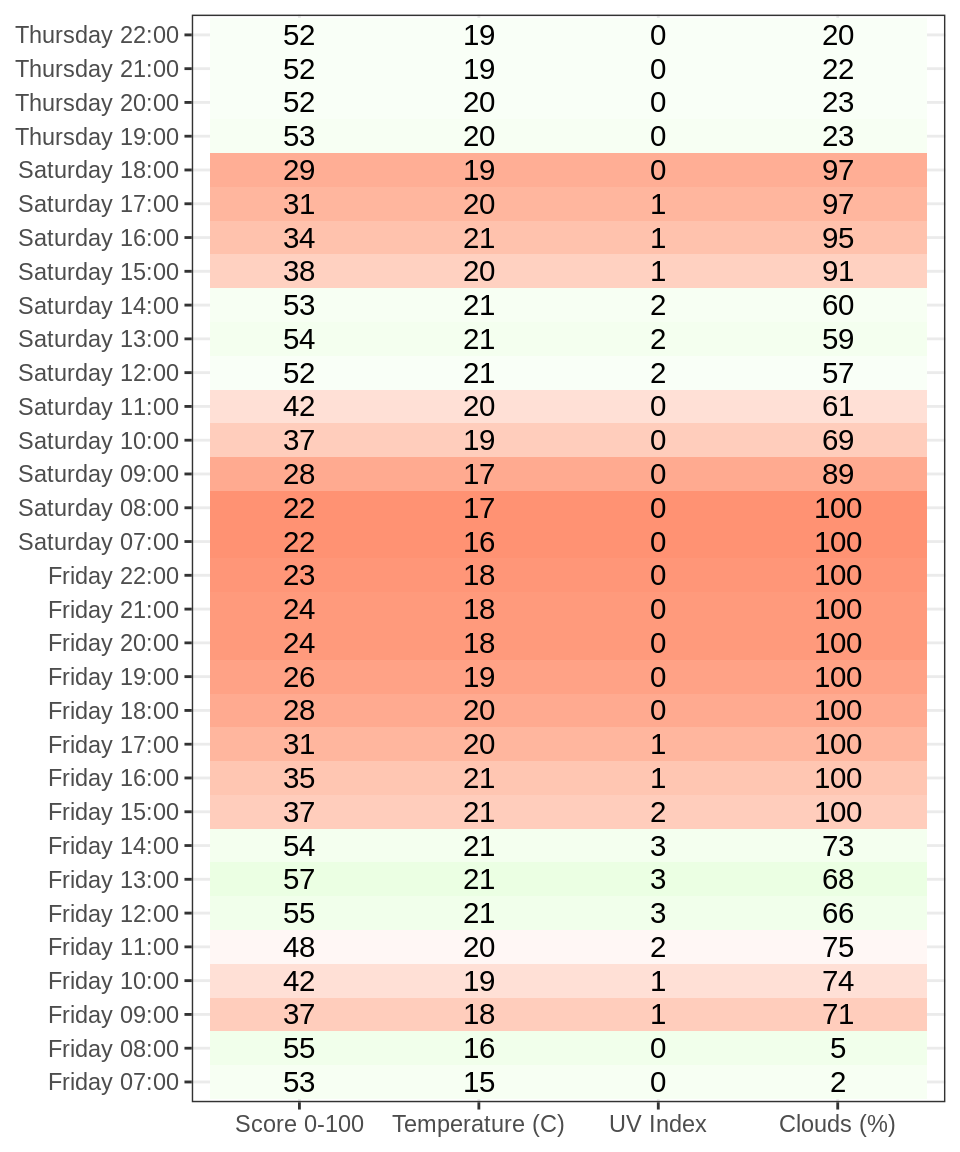 Thursday 22:00 52 19 0 20
Thursday 21:00 52 19 0 22
Thursday 20:00 52 20 0 23
Thursday 19:00 53 20 0 23
Saturday 18:00 29 19 0 97
Saturday 17:00 31 20 1 97
Saturday 16:00 34 21 1 95
Saturday 15:00 38 20 1 91
Saturday 14:00 53 21 2 60
Saturday 13:00 54 21 2 59
Saturday 12:00 52 21 2 57
Saturday 11:00 42 20 0 61
Saturday 10:00 37 19 0 69
Saturday 09:00 28 17 0 89
Saturday 08:00 22 17 0 100
Saturday 07:00 22 16 0 100
Friday 22:00 23 18 0 100
Friday 21:00 24 18 0 100
Friday 20:00 24 18 0 100
Friday 19:00 26 19 0 100
Friday 18:00 28 20 0 100
Friday 17:00 31 20 1 100
Friday 16:00 35 21 1 100
Friday 15:00 37 21 2 100
Friday 14:00 54 21 3 73
Friday 13:00 57 21 3 68
Friday 12:00 55 21 3 66
Friday 11:00 48 20 2 75
Friday 10:00 42 19 1 74
Friday 09:00 37 18 1 71
Friday 08:00 55 16 0 5
Friday 07:00 53 15 0 2
Score 0-100 Temperature (C) UV Index Clouds (%)